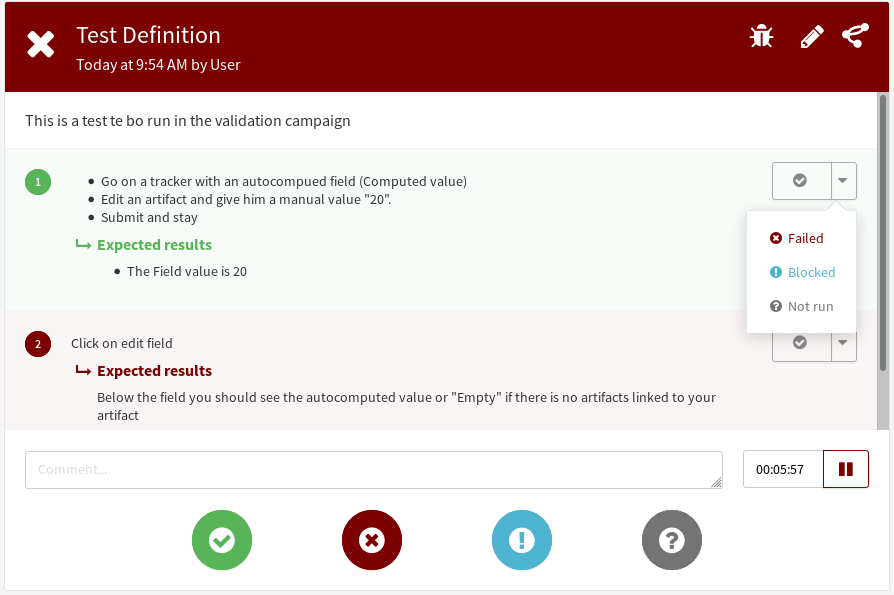 Test Definition
Today at 9:54 AM by User
This is a test te bo run in the validation campaign
1
• Go on a tracker with an autocompued field (Computed value)
• Edit an artifact and give him a manual value "20".
• Submit and stay
Expected results
• The Field value is 20
Failed
Blocked
Not run
2
Click on edit field
Expected results
Below the field you should see the autocomputed value or "Empty" if there is no artifacts linked to your
artifact
Comment...
00:05:57